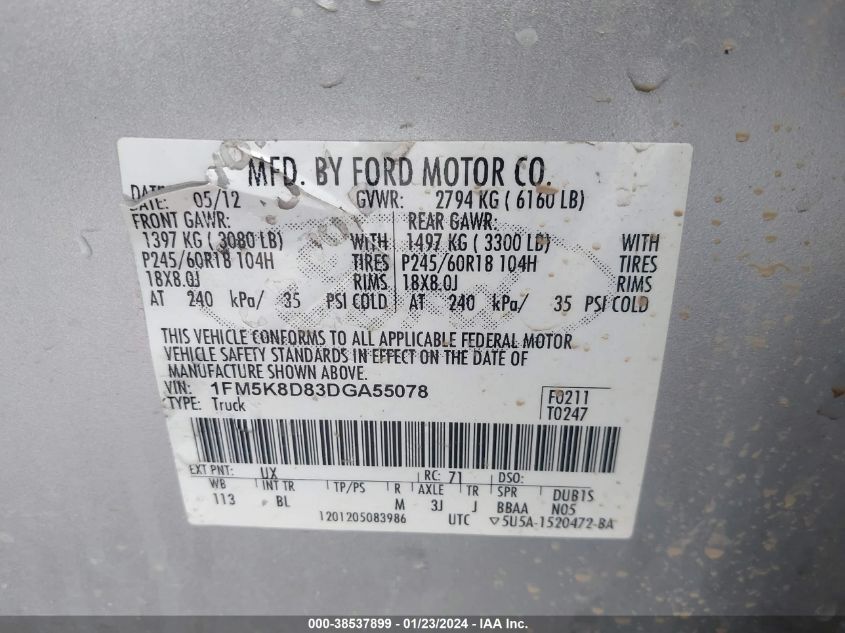 MFD. BY FORD MOTOR CO.
DATE: 05/12 GVWR: 2794 KG ( 6160 LB)
FRONT GAWR: REAR GAWR:
1397 KG ( 3080 LB) WITH 1497 KG ( 3300 LB) WITH
P245/60R18 104H TIRES P245/60R18 104H TIRES
18X8.0J RIMS 18X8.0J RIMS
AT 240 kPa/ 35 PSI COLD AT 240 kPa/ 35 PSI COLD
THIS VEHICLE CONFORMS TO ALL APPLICABLE FEDERAL MOTOR
VEHICLE SAFETY STANDARDS IN EFFECT ON THE DATE OF
MANUFACTURE SHOWN ABOVE.
VIN: 1FM5K8D83DGA55078 F0211
TYPE: Truck T0247
EXT PNT: UX RC: 71 DSO:
WB INT TR TP/PS R AXLE TR SPR DUB1S
113 BL M 3J J BBAA N05
1201205083986 UTC ▽5U5A-1520472-BA
000-38537899 - 01/23/2024 - IAA Inc.